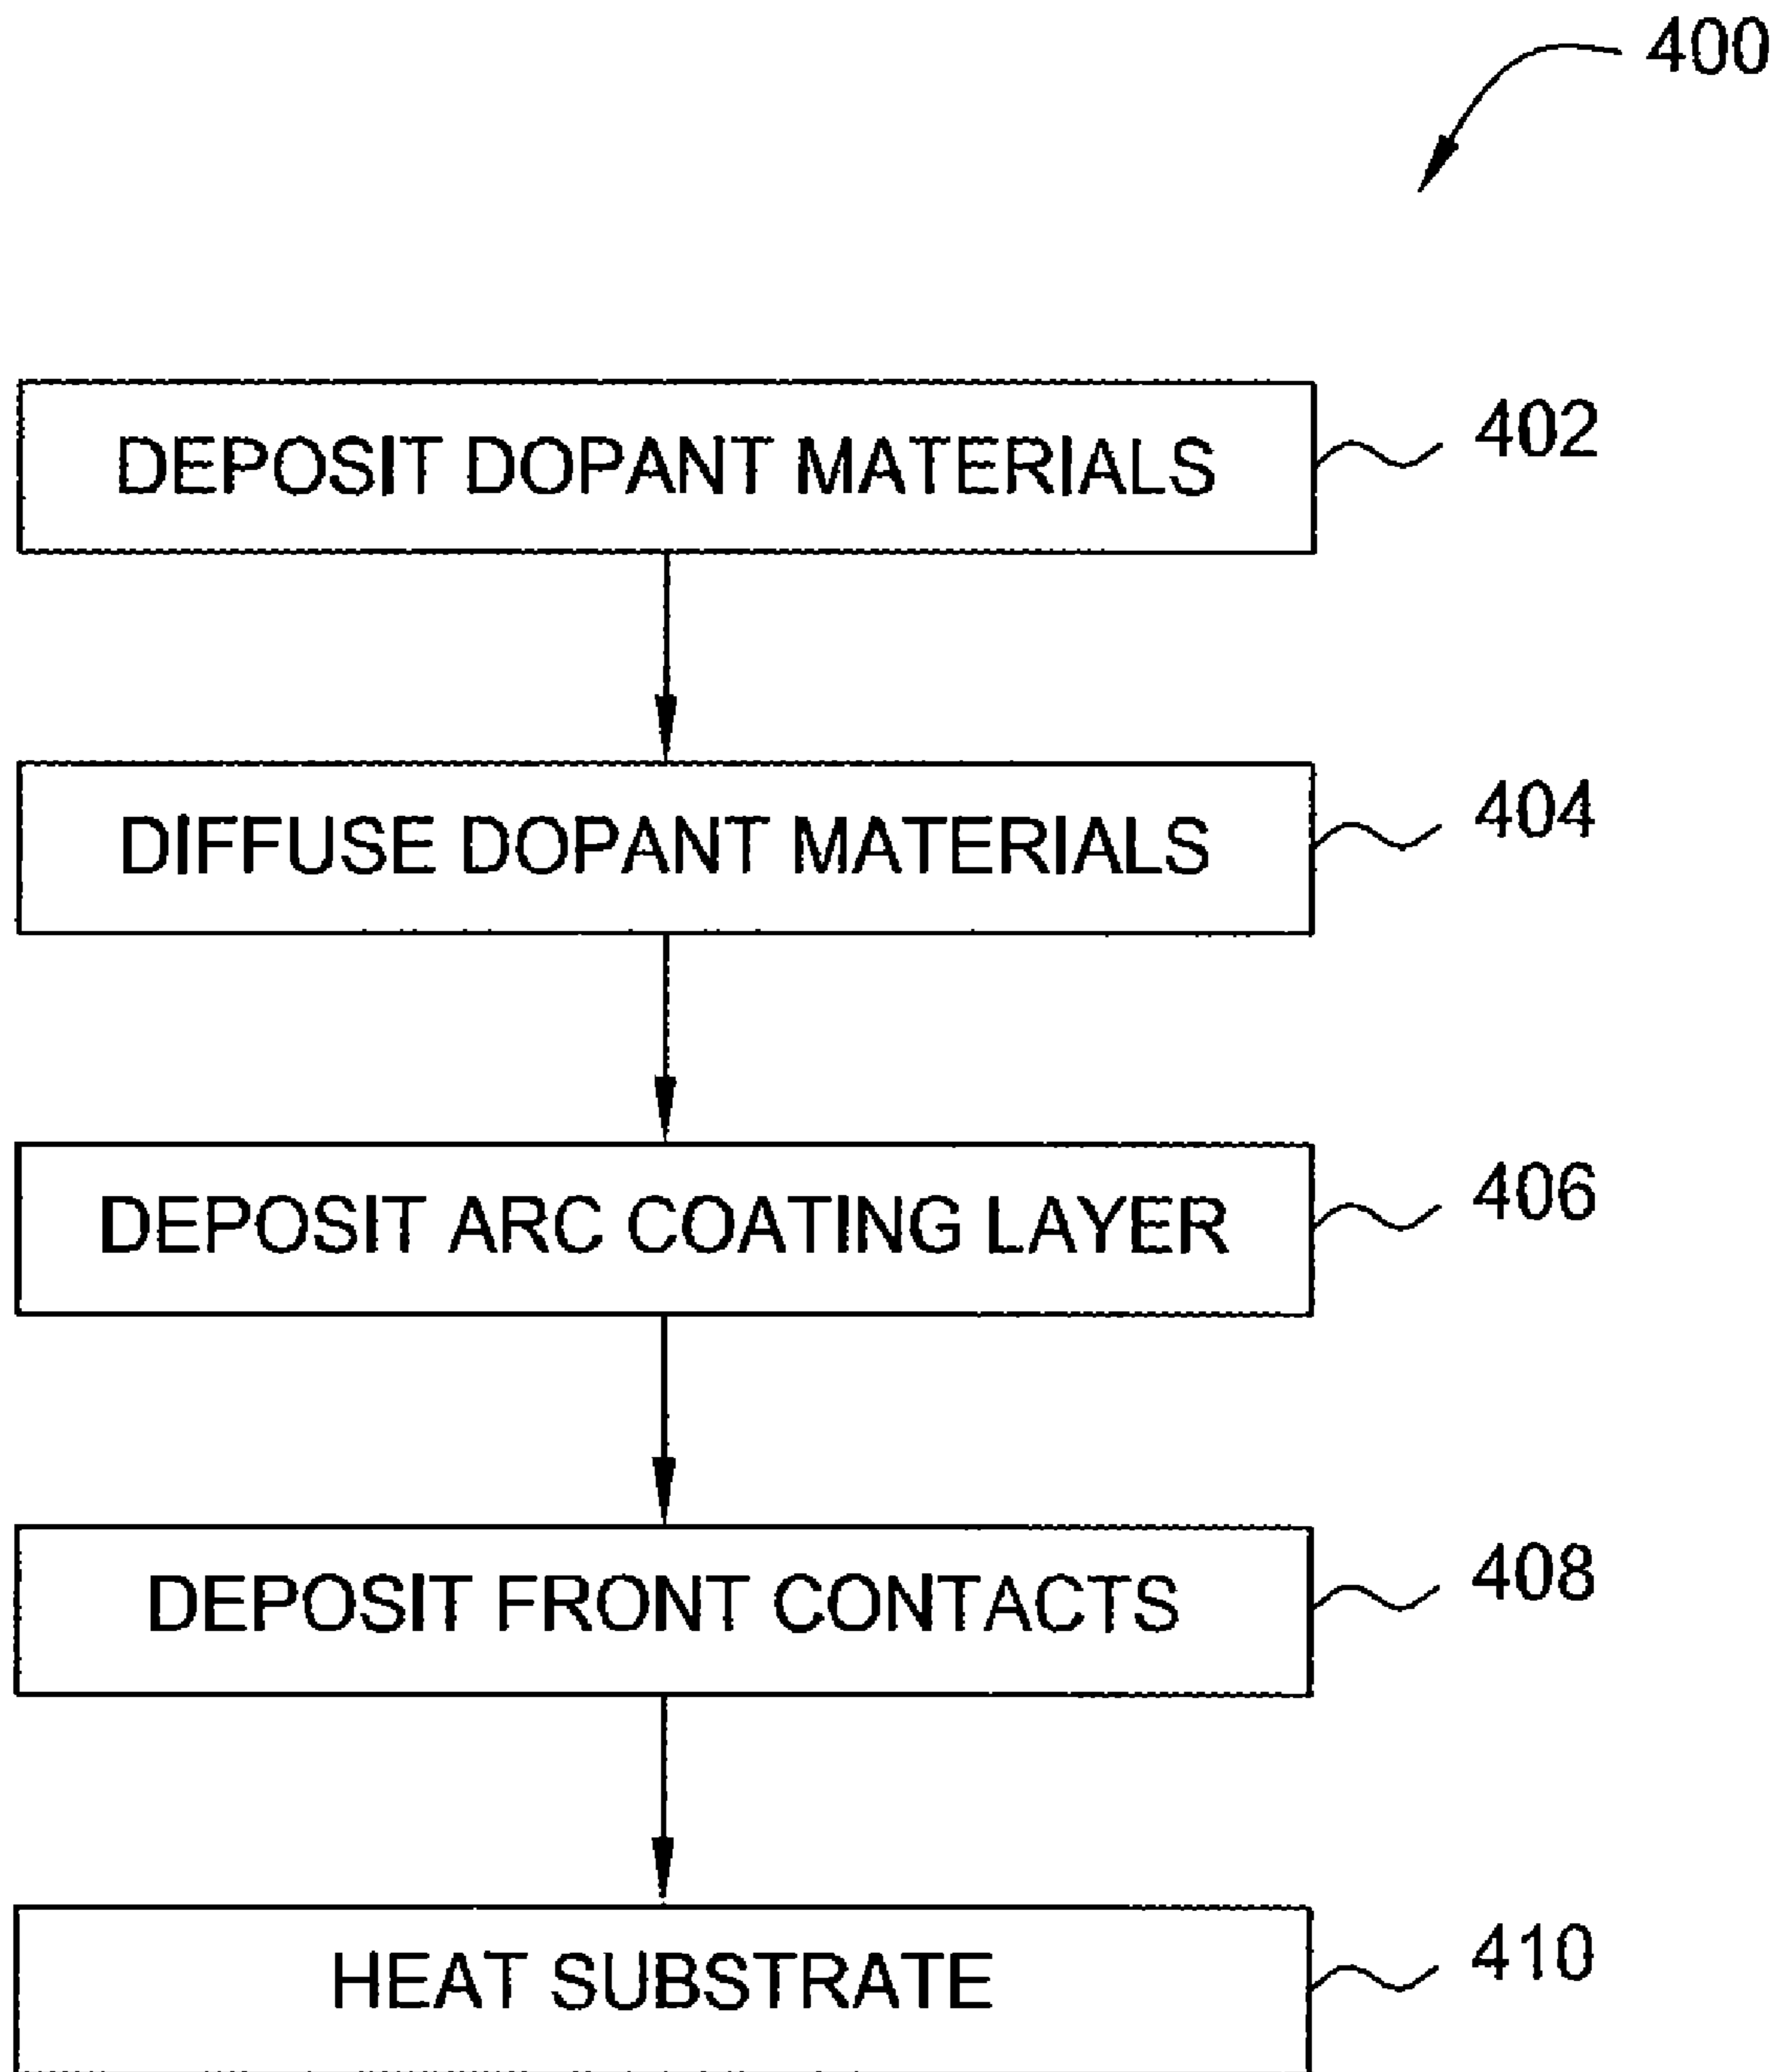 400
DEPOSIT DOPANT MATERIALS 402
DIFFUSE DOPANT MATERIALS 404
DEPOSIT ARC COATING LAYER 406
DEPOSIT FRONT CONTACTS 408
HEAT SUBSTRATE 410